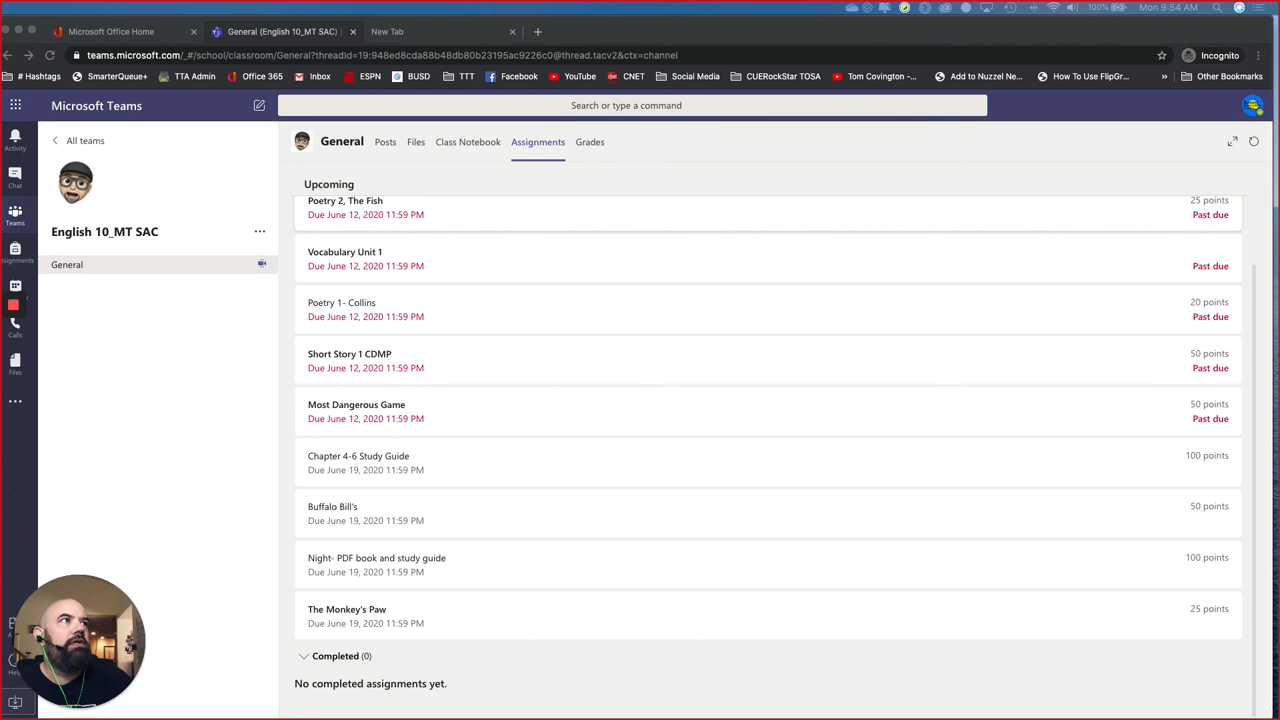 100%
Mon 9:54 AM
Microsoft Office Home
General (English 10_MT SAC) |
New Tab
teams.microsoft.com/_#/school/classroom/General?threadId=19:948ed8cda88b48db80b23195ac9226c0@thread.tacv2&ctx=channel
Incognito
# Hashtags SmarterQueue+ TTA Admin Office 365 Inbox ESPN BUSD TTT Facebook YouTube CNET Social Media CUERockStar TOSA Tom Covington -... Add to Nuzzel Ne... How To Use FlipGr... » Other Bookmarks
Microsoft Teams
Search or type a command
Activity
Chat
Teams
ssignments
Calls
Files
Help
All teams
English 10_MT SAC
General
General Posts Files Class Notebook Assignments Grades
Upcoming
Poetry 2, The Fish 25 points
Due June 12, 2020 11:59 PM Past due
Vocabulary Unit 1
Due June 12, 2020 11:59 PM Past due
Poetry 1- Collins 20 points
Due June 12, 2020 11:59 PM Past due
Short Story 1 CDMP 50 points
Due June 12, 2020 11:59 PM Past due
Most Dangerous Game 50 points
Due June 12, 2020 11:59 PM Past due
Chapter 4-6 Study Guide 100 points
Due June 19, 2020 11:59 PM
Buffalo Bill's 50 points
Due June 19, 2020 11:59 PM
Night- PDF book and study guide 100 points
Due June 19, 2020 11:59 PM
The Monkey's Paw 25 points
Due June 19, 2020 11:59 PM
Completed (0)
No completed assignments yet.